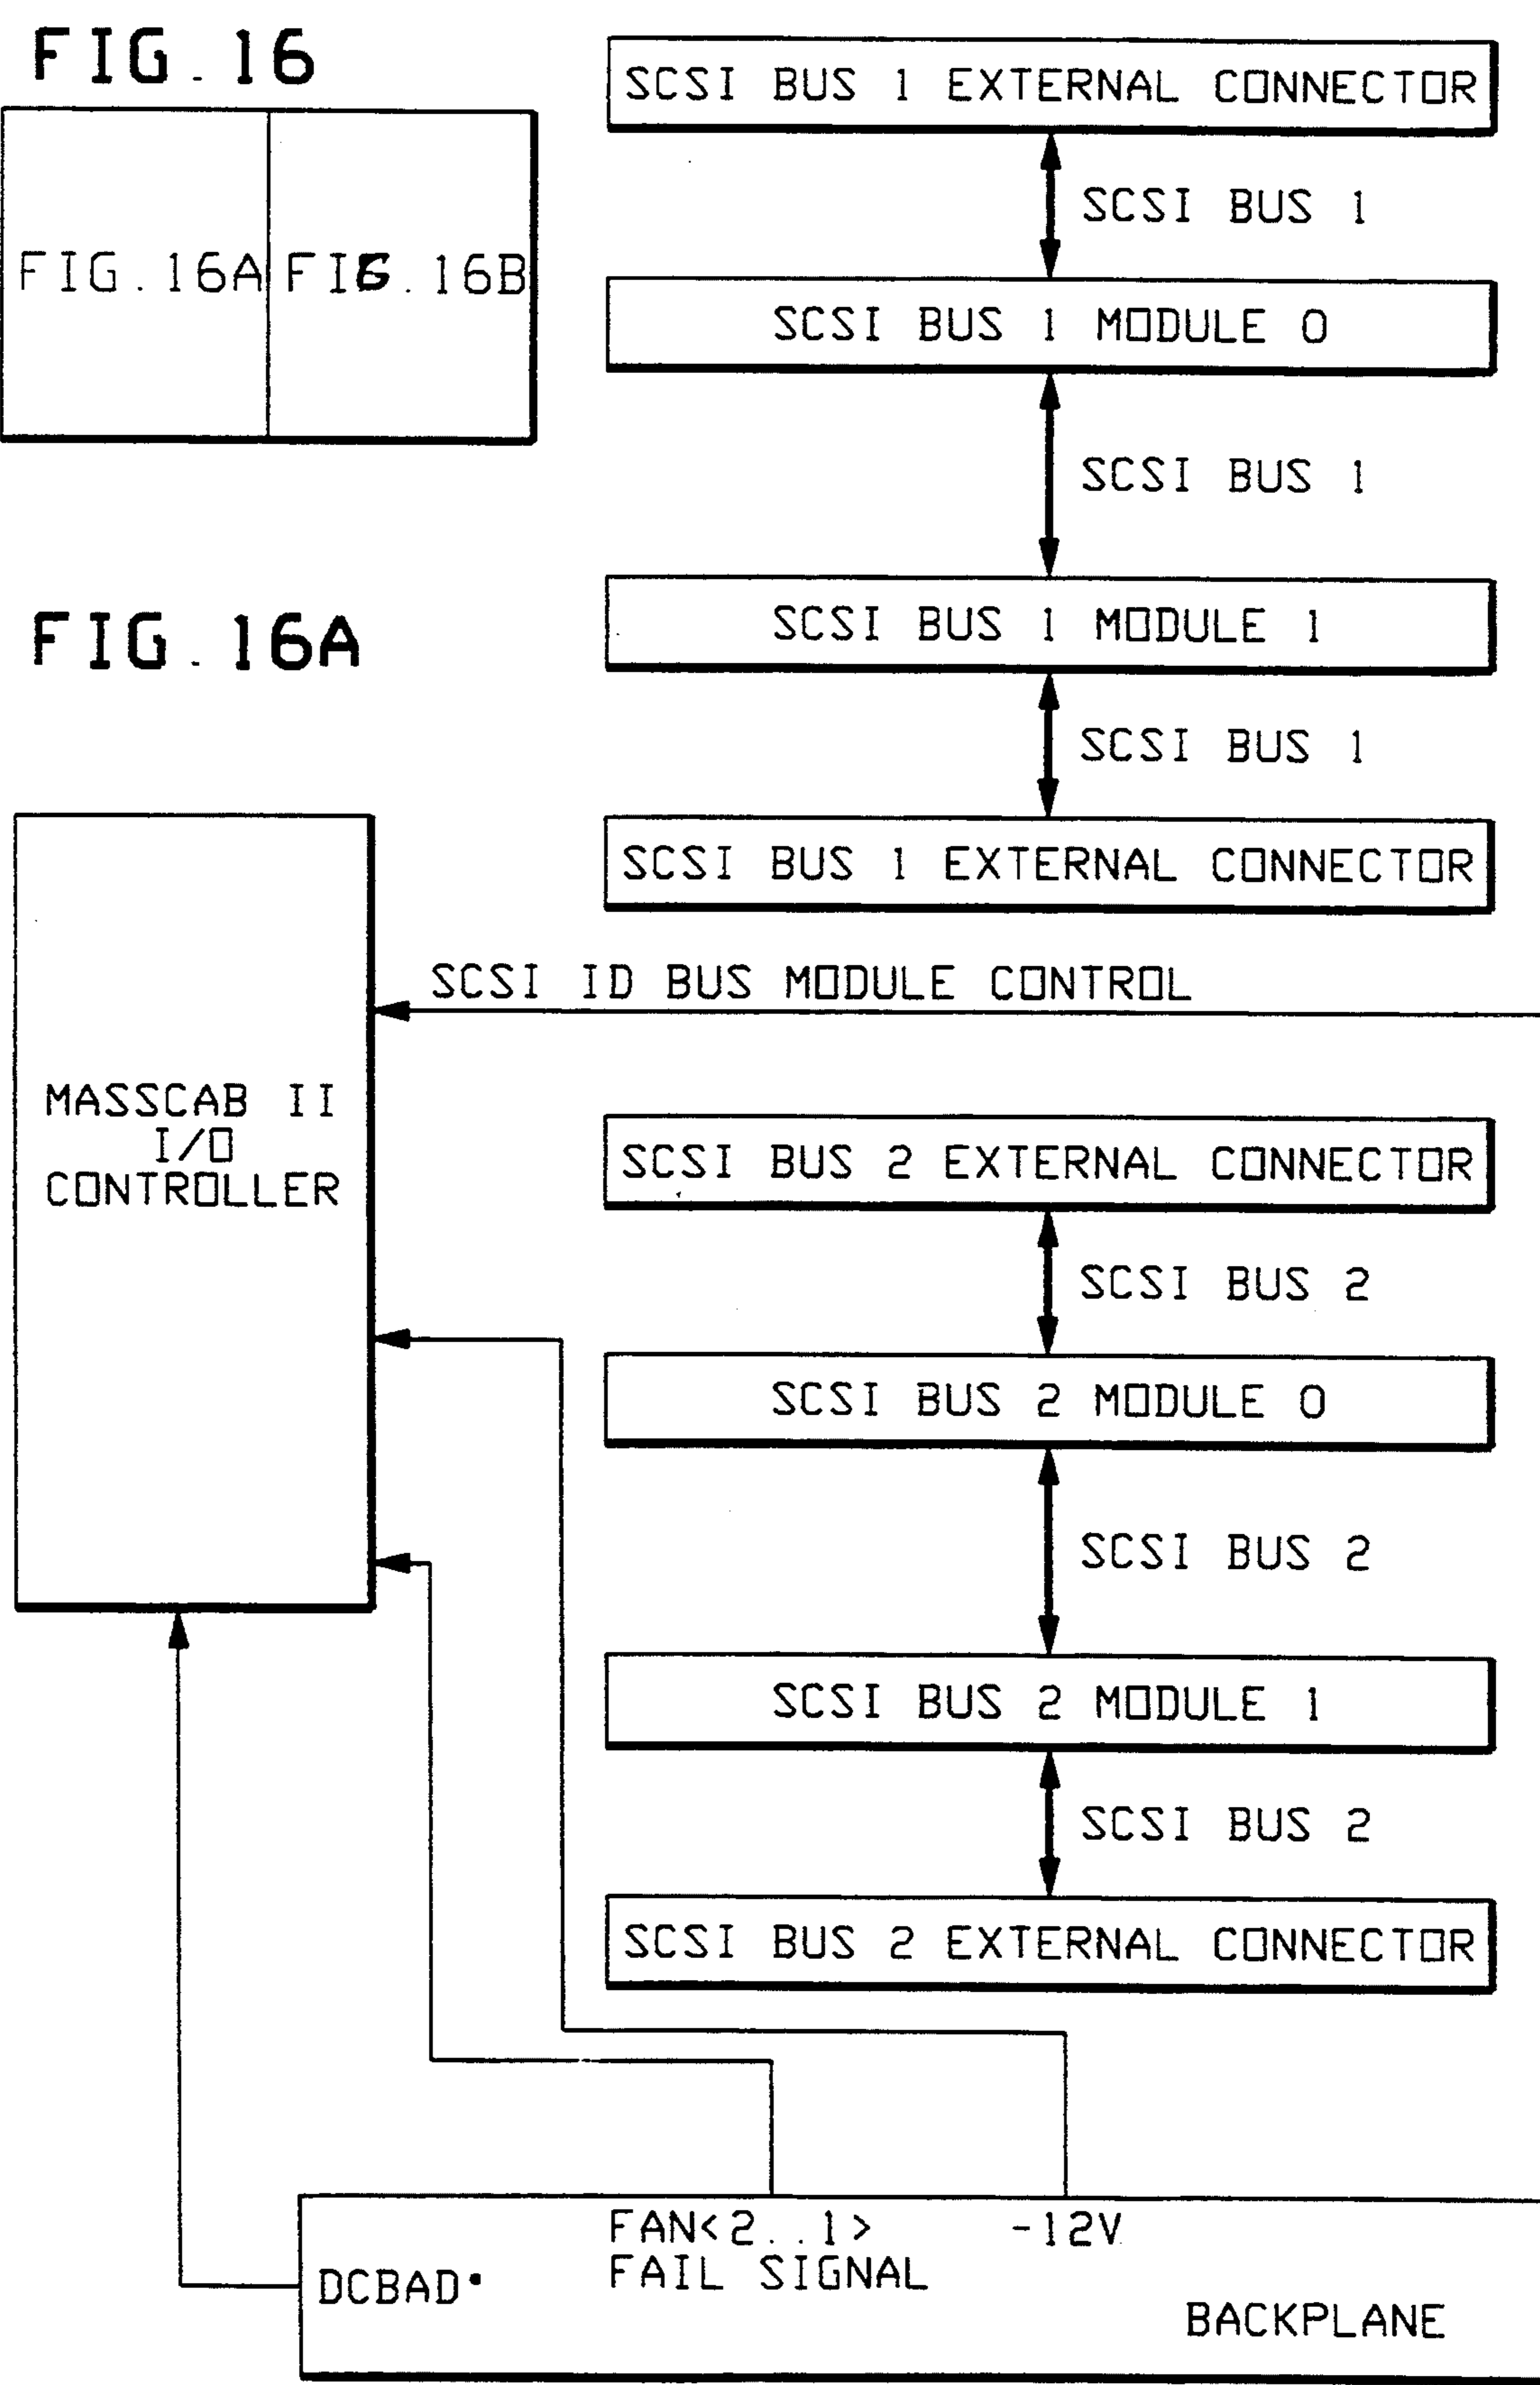 FIG.16
FIG.16A
FIG.16B
SCSI BUS 1 EXTERNAL CONNECTOR
SCSI BUS 1
SCSI BUS 1 MODULE 0
SCSI BUS 1
FIG.16A
SCSI BUS 1 MODULE 1
SCSI BUS 1
SCSI BUS 1 EXTERNAL CONNECTOR
SCSI ID BUS MODULE CONTROL
MASSCAB II
I/O
CONTROLLER
SCSI BUS 2 EXTERNAL CONNECTOR
SCSI BUS 2
SCSI BUS 2 MODULE 0
SCSI BUS 2
SCSI BUS 2 MODULE 1
SCSI BUS 2
SCSI BUS 2 EXTERNAL CONNECTOR
FAN<2..1>
FAIL SIGNAL
-12V
DCBAD•
BACKPLANE